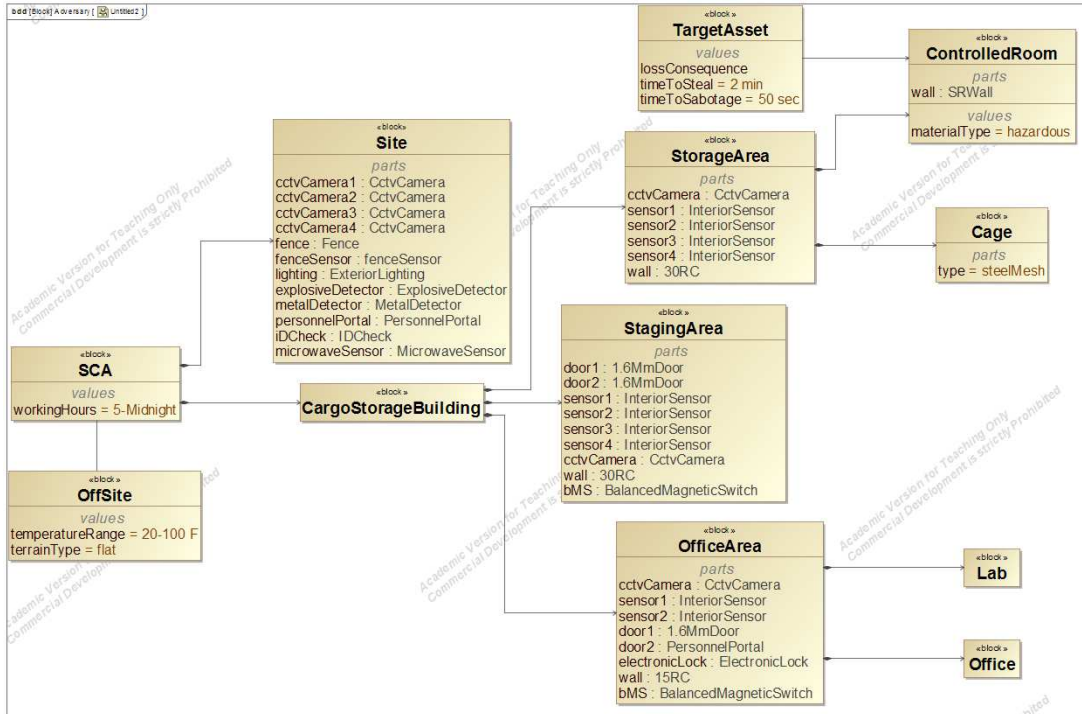 bdd [Block] Adversary [ Untitled2 ]
«block»
TargetAsset
values
lossConsequence
timeToSteal = 2 min
timeToSabotage = 50 sec
«block»
ControlledRoom
parts
wall : SRWall
values
materialType = hazardous
«block»
Site
parts
cctvCamera1 : CctvCamera
cctvCamera2 : CctvCamera
cctvCamera3 : CctvCamera
cctvCamera4 : CctvCamera
fence : Fence
fenceSensor : fenceSensor
lighting : ExteriorLighting
explosiveDetector : ExplosiveDetector
metalDetector : MetalDetector
personnelPortal : PersonnelPortal
iDCheck : IDCheck
microwaveSensor : MicrowaveSensor
«block»
StorageArea
parts
cctvCamera : CctvCamera
sensor1 : InteriorSensor
sensor2 : InteriorSensor
sensor3 : InteriorSensor
sensor4 : InteriorSensor
wall : 30RC
«block»
Cage
parts
type = steelMesh
«block»
StagingArea
parts
door1 : 1.6MmDoor
door2 : 1.6MmDoor
sensor1 : InteriorSensor
sensor2 : InteriorSensor
sensor3 : InteriorSensor
sensor4 : InteriorSensor
cctvCamera : CctvCamera
wall : 30RC
bMS : BalancedMagneticSwitch
«block»
SCA
values
workingHours = 5-Midnight
«block»
CargoStorageBuilding
«block»
OffSite
values
temperatureRange = 20-100 F
terrainType = flat
«block»
OfficeArea
parts
cctvCamera : CctvCamera
sensor1 : InteriorSensor
sensor2 : InteriorSensor
door1 : 1.6MmDoor
door2 : PersonnelPortal
electronicLock : ElectronicLock
wall : 15RC
bMS : BalancedMagneticSwitch
«block»
Lab
«block»
Office
Academic Version for Teaching Only
Commercial Development is strictly Prohibited